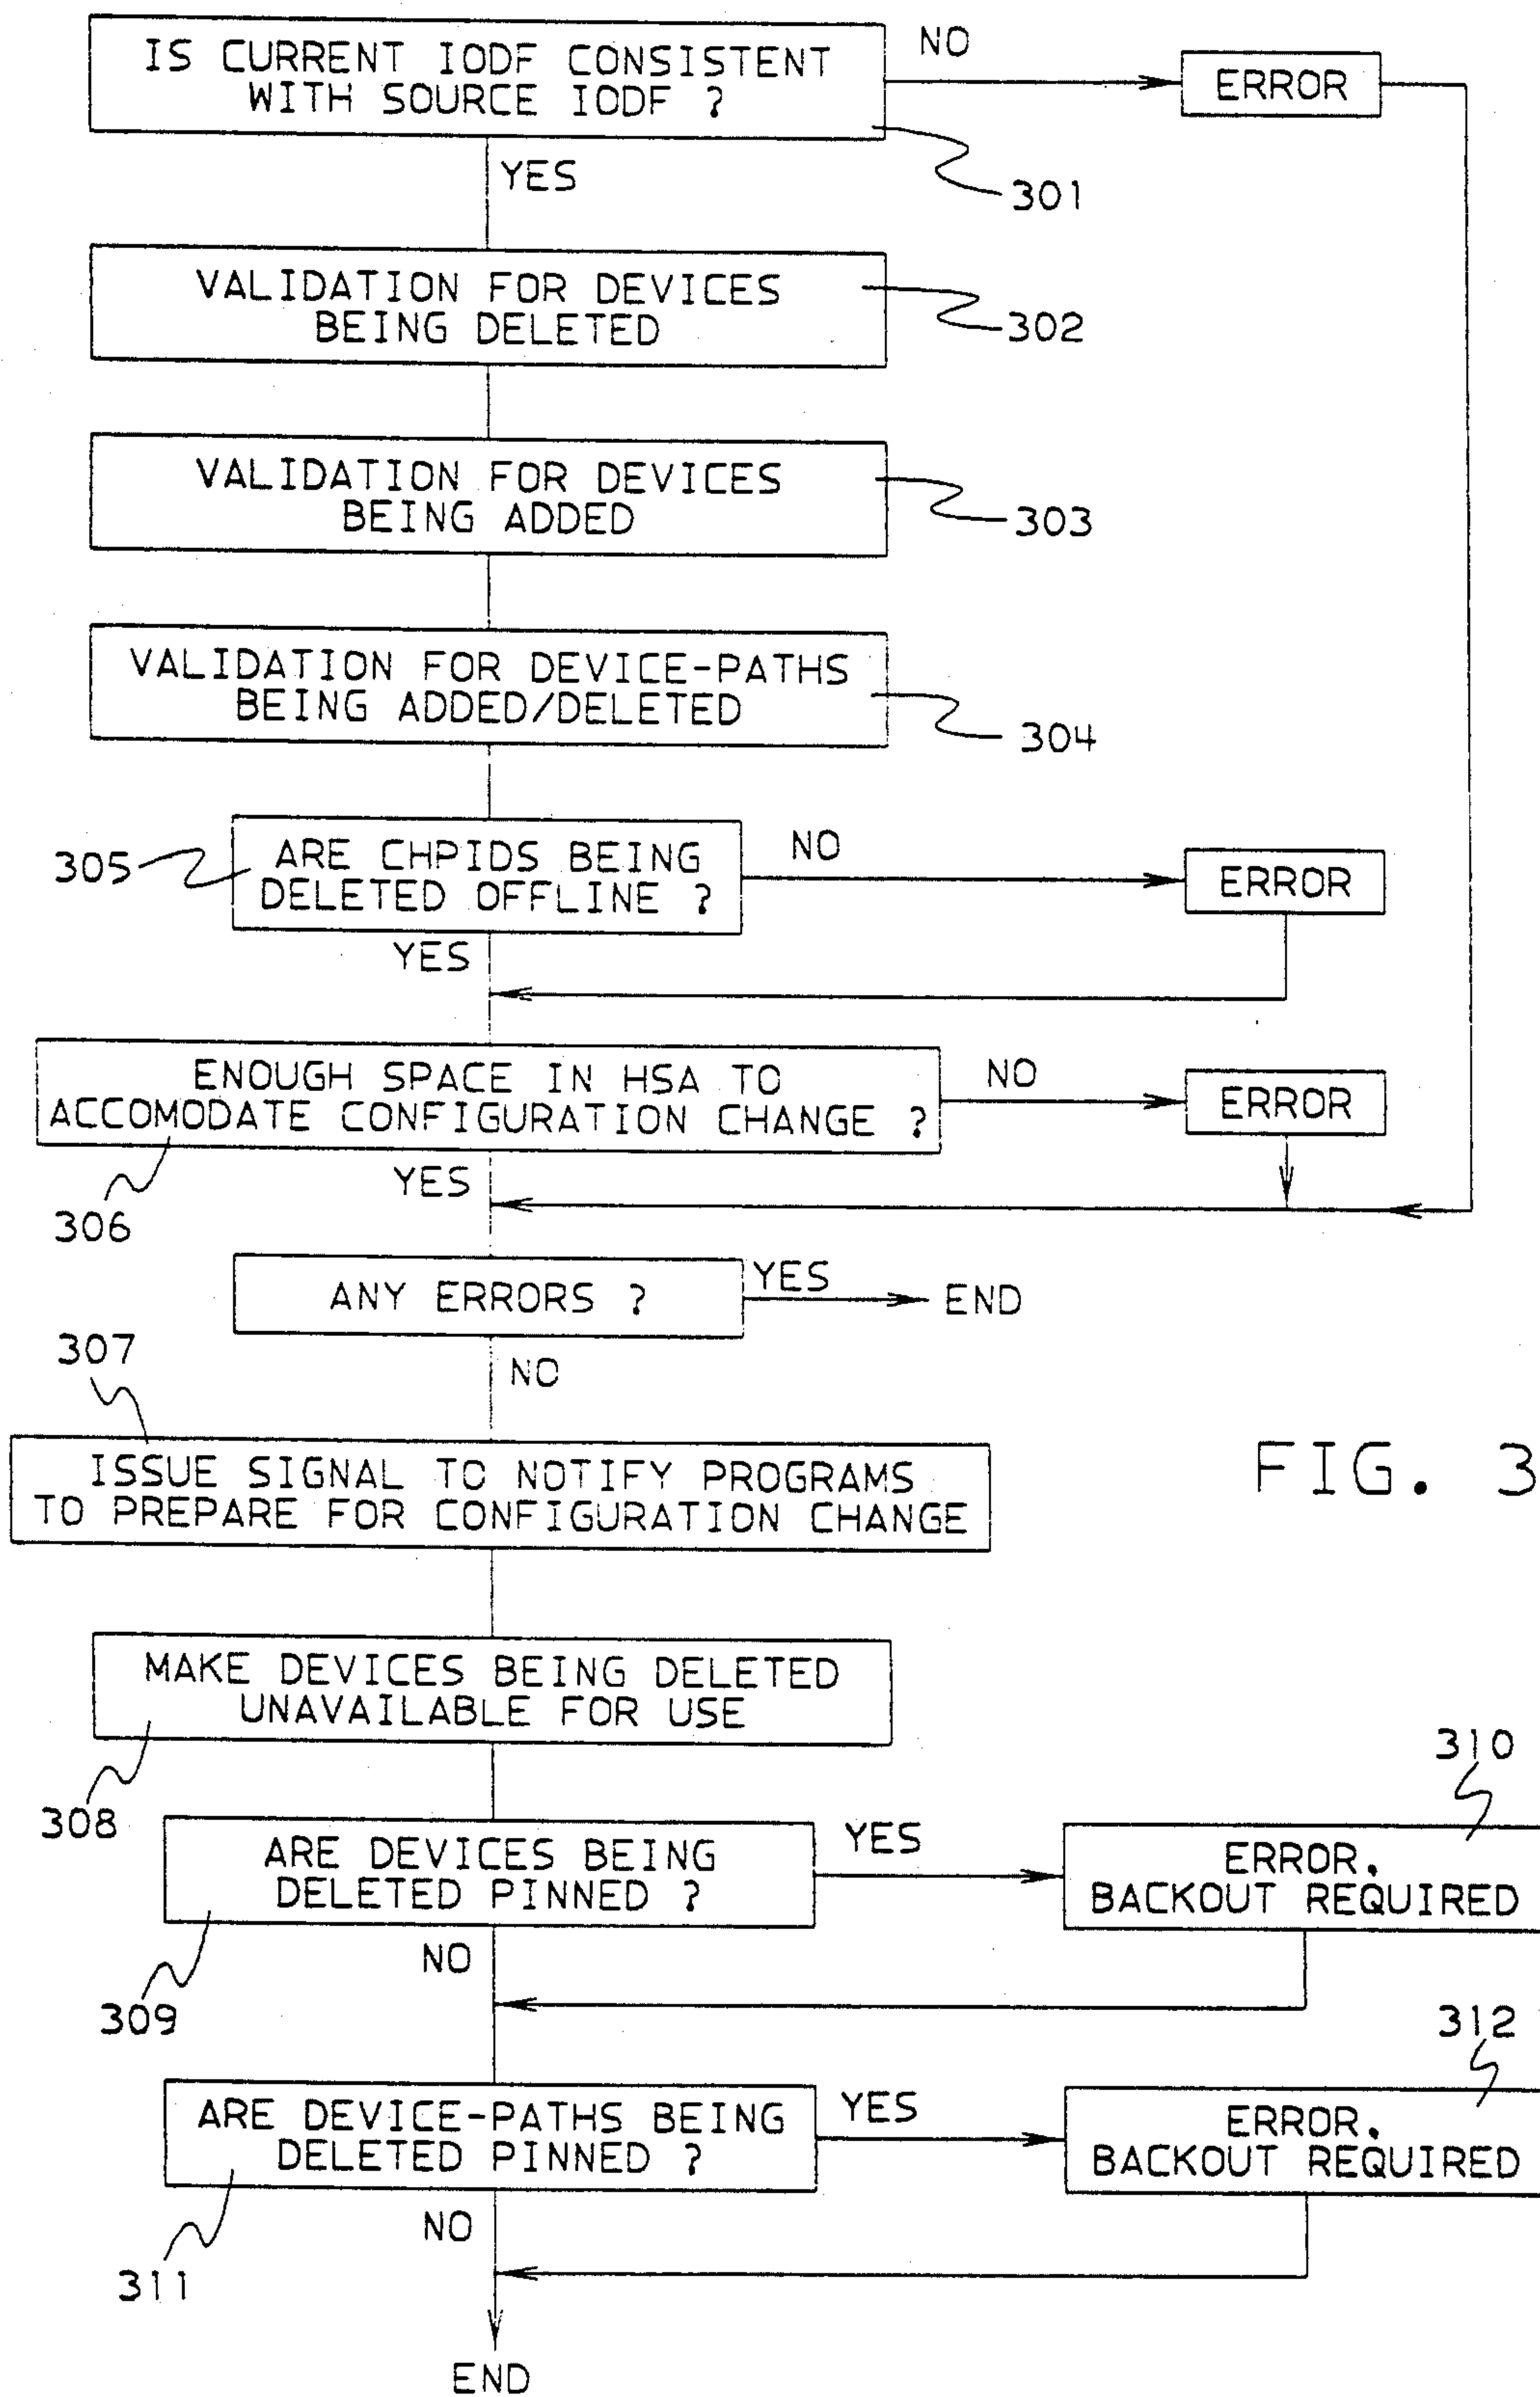 IS CURRENT IODF CONSISTENT
WITH SOURCE IODF ?
NO
ERROR
301
YES
VALIDATION FOR DEVICES
BEING DELETED
302
VALIDATION FOR DEVICES
BEING ADDED
303
VALIDATION FOR DEVICE-PATHS
BEING ADDED/DELETED
304
305
ARE CHPIDS BEING
DELETED OFFLINE ?
NO
ERROR
YES
ENOUGH SPACE IN HSA TO
ACCOMODATE CONFIGURATION CHANGE ?
NO
ERROR
306
YES
ANY ERRORS ?
YES
END
307
NO
ISSUE SIGNAL TO NOTIFY PROGRAMS
TO PREPARE FOR CONFIGURATION CHANGE
FIG. 3
MAKE DEVICES BEING DELETED
UNAVAILABLE FOR USE
308
310
ARE DEVICES BEING
DELETED PINNED ?
YES
ERROR.
BACKOUT REQUIRED
309
NO
312
ARE DEVICE-PATHS BEING
DELETED PINNED ?
YES
ERROR.
BACKOUT REQUIRED
311
NO
END